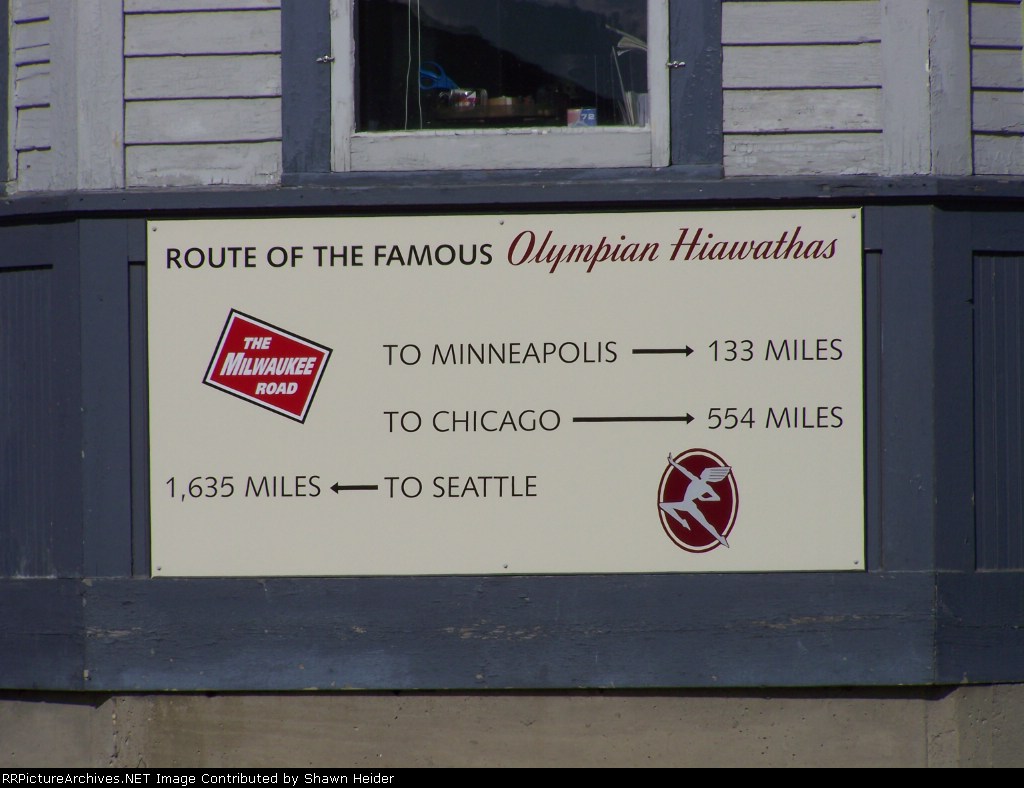 ROUTE OF THE FAMOUS Olympian Hiawathas
THE
MILWAUKEE
ROAD
TO MINNEAPOLIS 133 MILES
TO CHICAGO 554 MILES
1,635 MILES TO SEATTLE
72
RRPictureArchives.NET Image Contributed by Shawn Heider